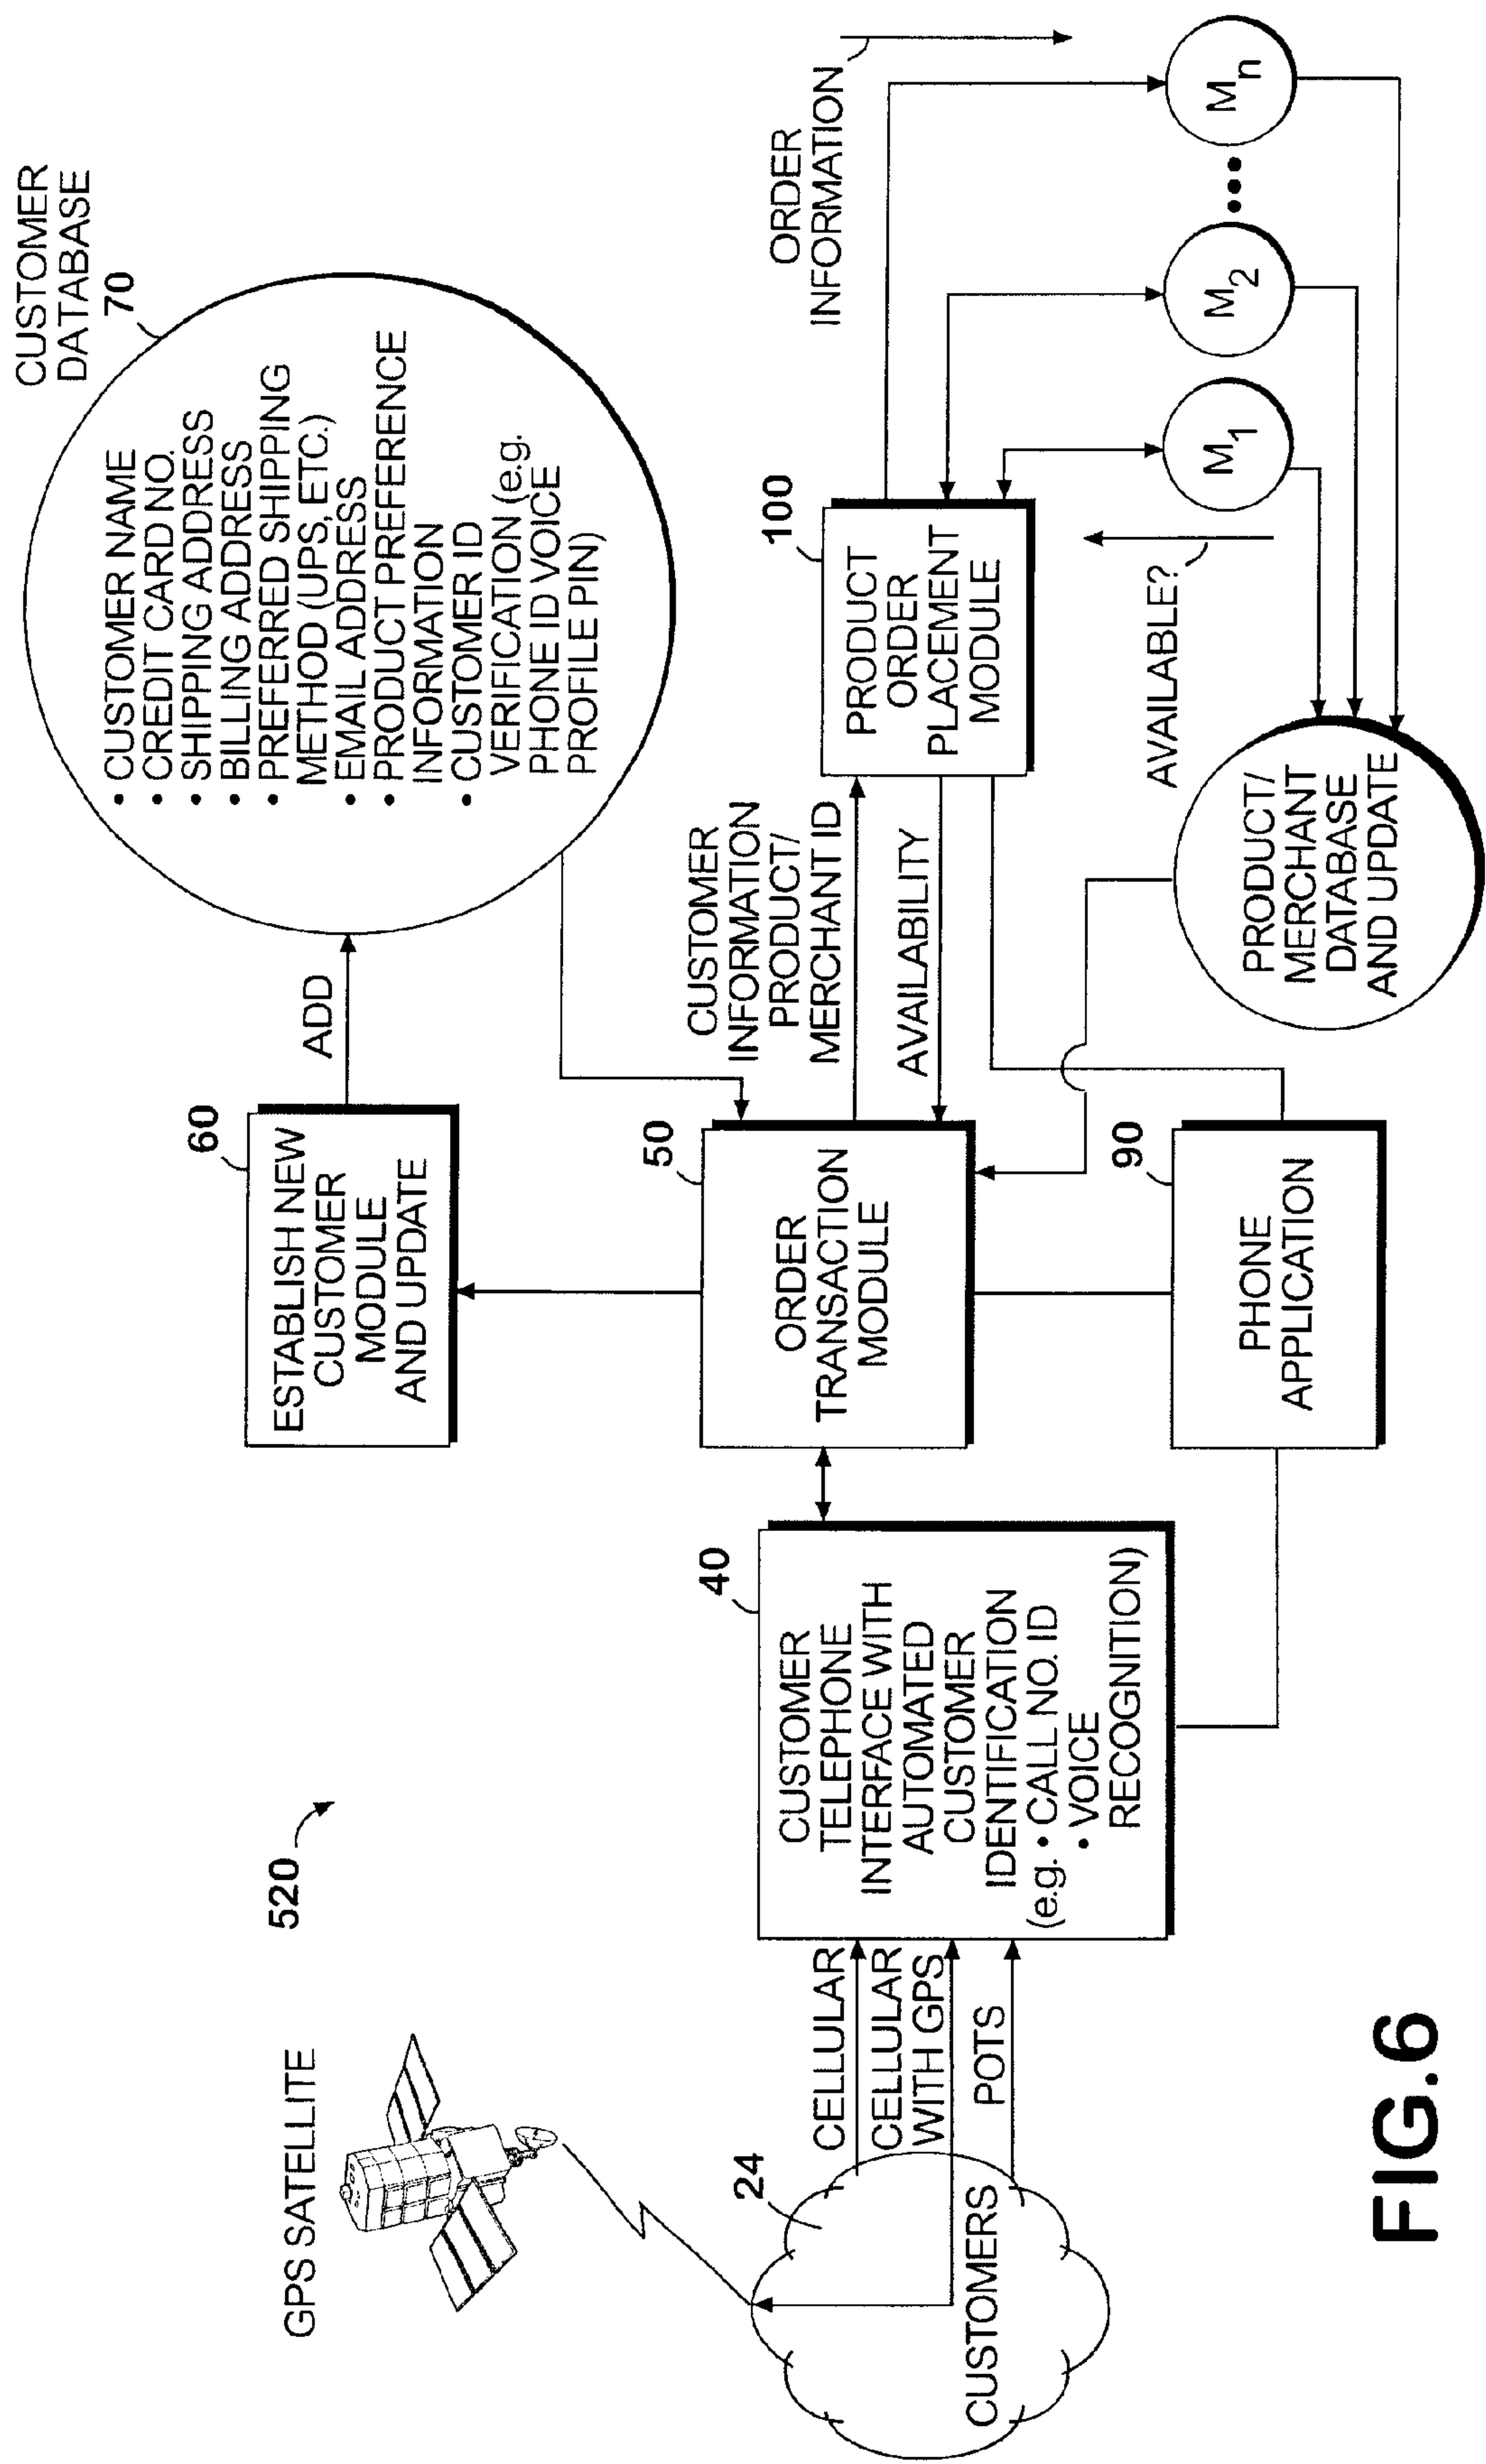 CUSTOMER
DATABASE
70
• CUSTOMER NAME
• CREDIT CARD NO.
• SHIPPING ADDRESS
• BILLING ADDRESS
• PREFERRED SHIPPING
METHOD (UPS, ETC.)
• EMAIL ADDRESS
• PRODUCT PREFERENCE
INFORMATION
• CUSTOMER ID
VERIFICATION (e.g.
PHONE ID VOICE
PROFILE PIN)
ADD
60
ESTABLISH NEW
CUSTOMER
MODULE
AND UPDATE
520
GPS SATELLITE
24
CUSTOMERS
CELLULAR
CELLULAR
WITH GPS
POTS
40
CUSTOMER
TELEPHONE
INTERFACE WITH
AUTOMATED
CUSTOMER
IDENTIFICATION
(e.g. • CALL NO. ID
• VOICE
RECOGNITION)
50
ORDER
TRANSACTION
MODULE
CUSTOMER
INFORMATION
PRODUCT/
MERCHANT ID
AVAILABILITY
100
PRODUCT
ORDER
PLACEMENT
MODULE
ORDER
INFORMATION
90
PHONE
APPLICATION
AVAILABLE?
PRODUCT/
MERCHANT
DATABASE
AND UPDATE
M1
M2
••••
Mn
FIG.6